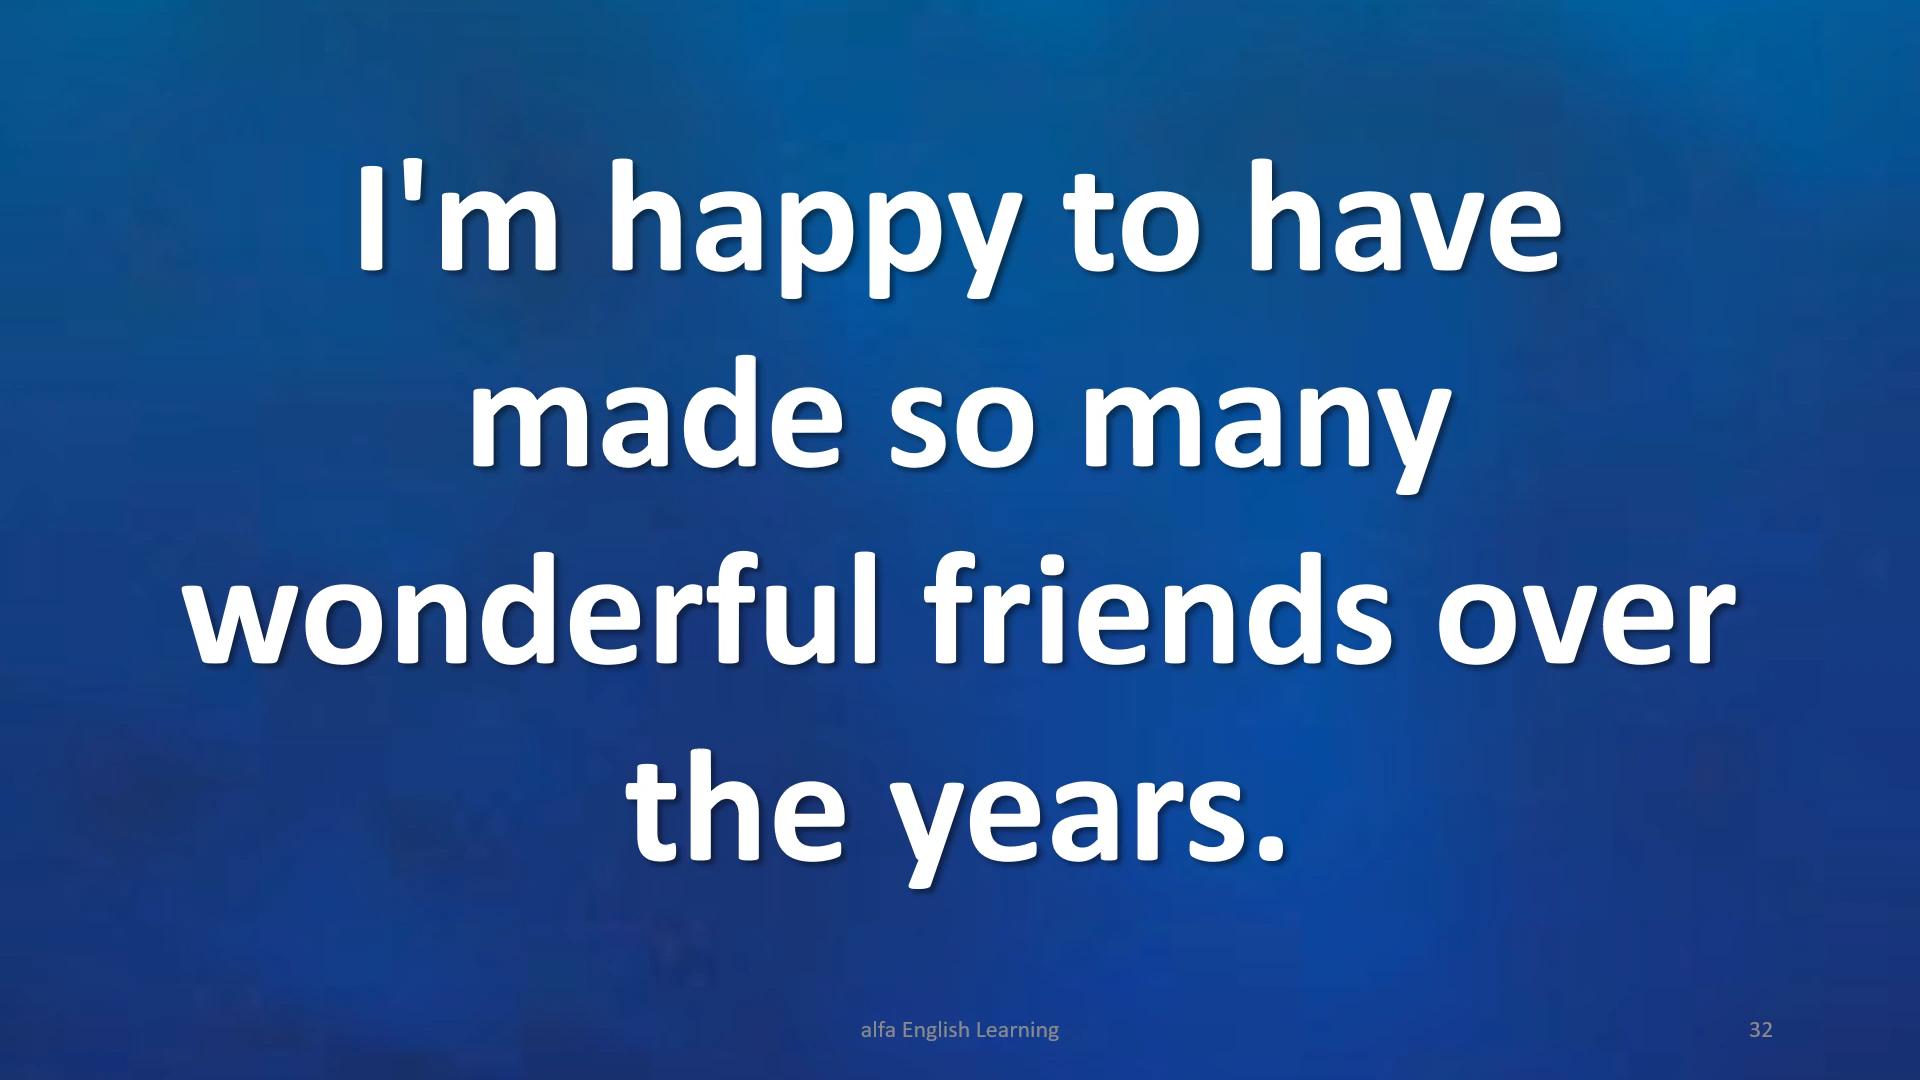 I'm happy to have
made so many
wonderful friends over
the years.
alfa English Learning
32